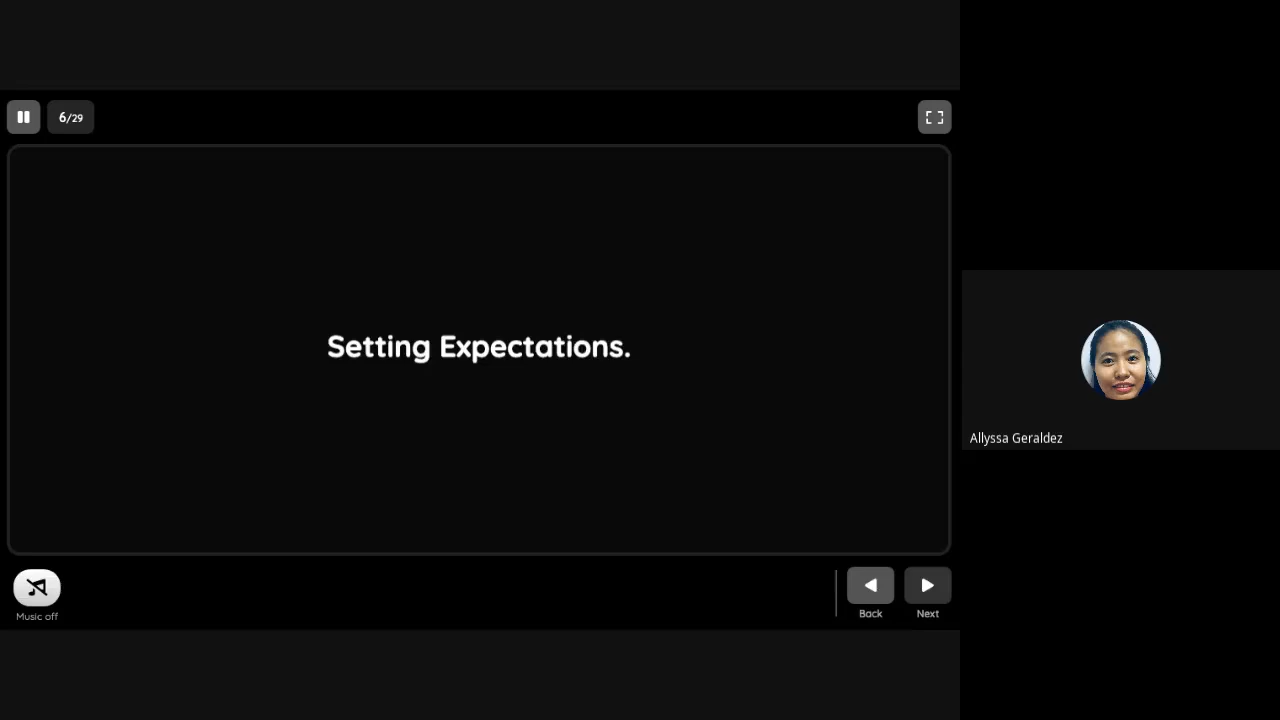 6/29
Setting Expectations.
Allyssa Geraldez
Music off
Back
Next